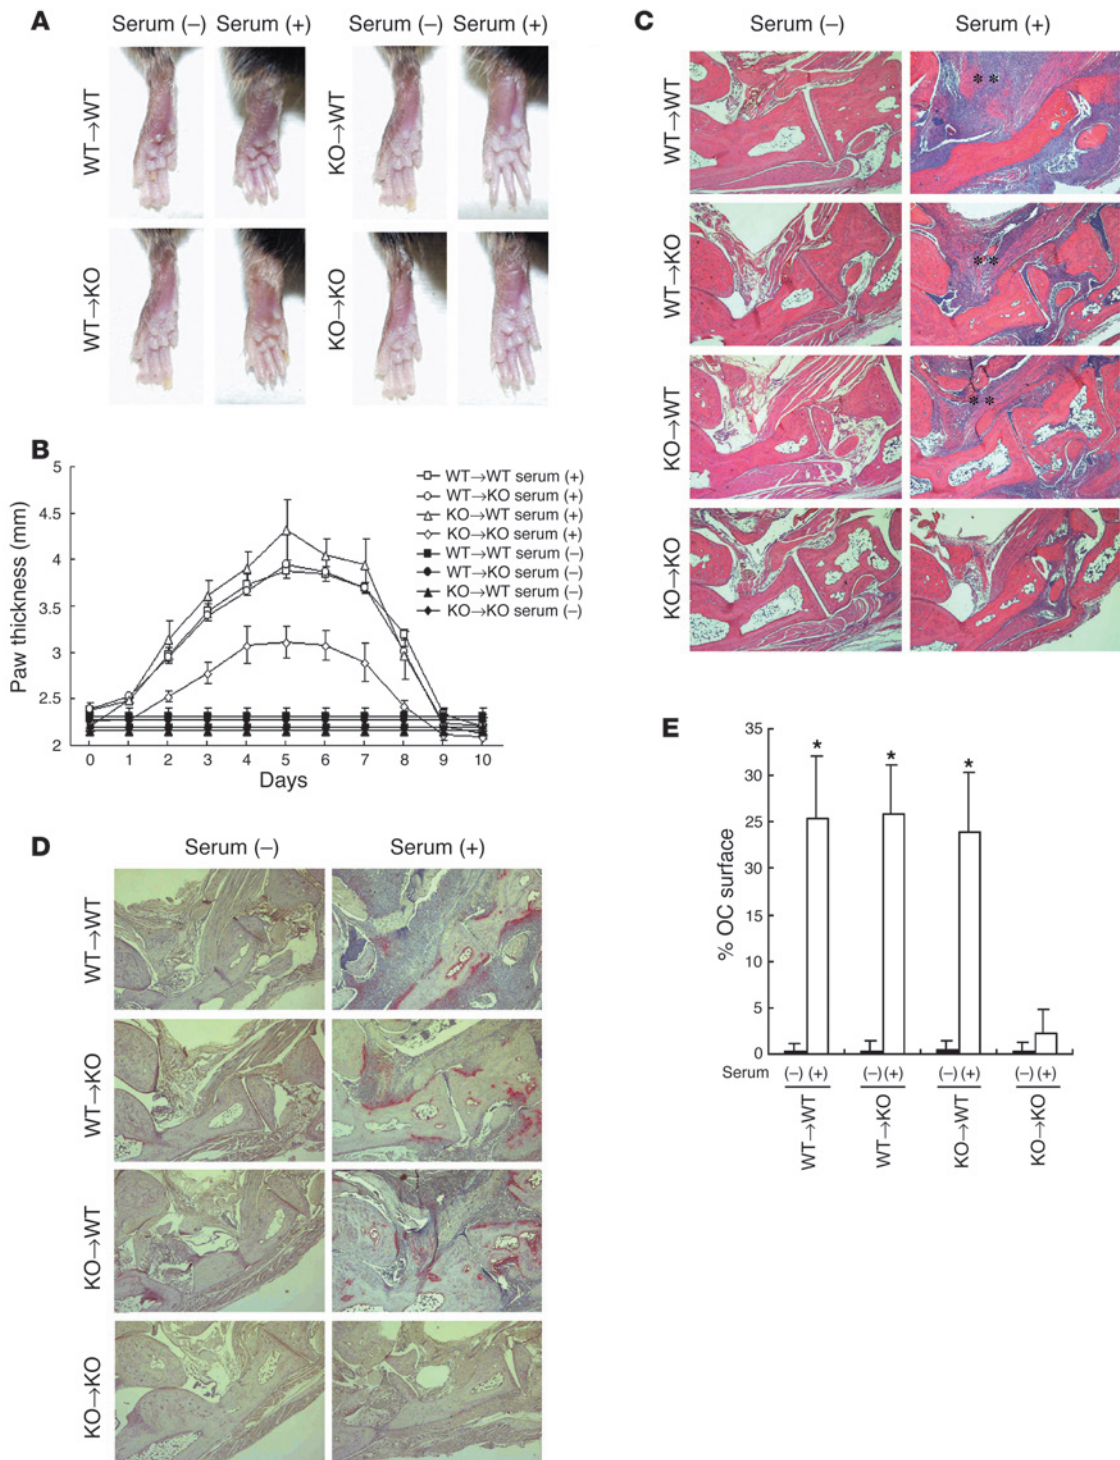 A
Serum (–) Serum (+) Serum (–) Serum (+)
WT→WT
KO→WT
WT→KO
KO→KO
B
Paw thickness (mm)
5
4.5
4
3.5
3
2.5
2
0 1 2 3 4 5 6 7 8 9 10
Days
WT→WT serum (+)
WT→KO serum (+)
KO→WT serum (+)
KO→KO serum (+)
WT→WT serum (–)
WT→KO serum (–)
KO→WT serum (–)
KO→KO serum (–)
C
Serum (–) Serum (+)
WT→WT
**
WT→KO
**
KO→WT
**
KO→KO
D
Serum (–) Serum (+)
WT→WT
WT→KO
KO→WT
KO→KO
E
% OC surface
35
30
25
30
15
10
5
0
* * *
Serum (–) (+) (–) (+) (–) (+) (–) (+)
WT→WT
WT→KO
KO→WT
KO→KO